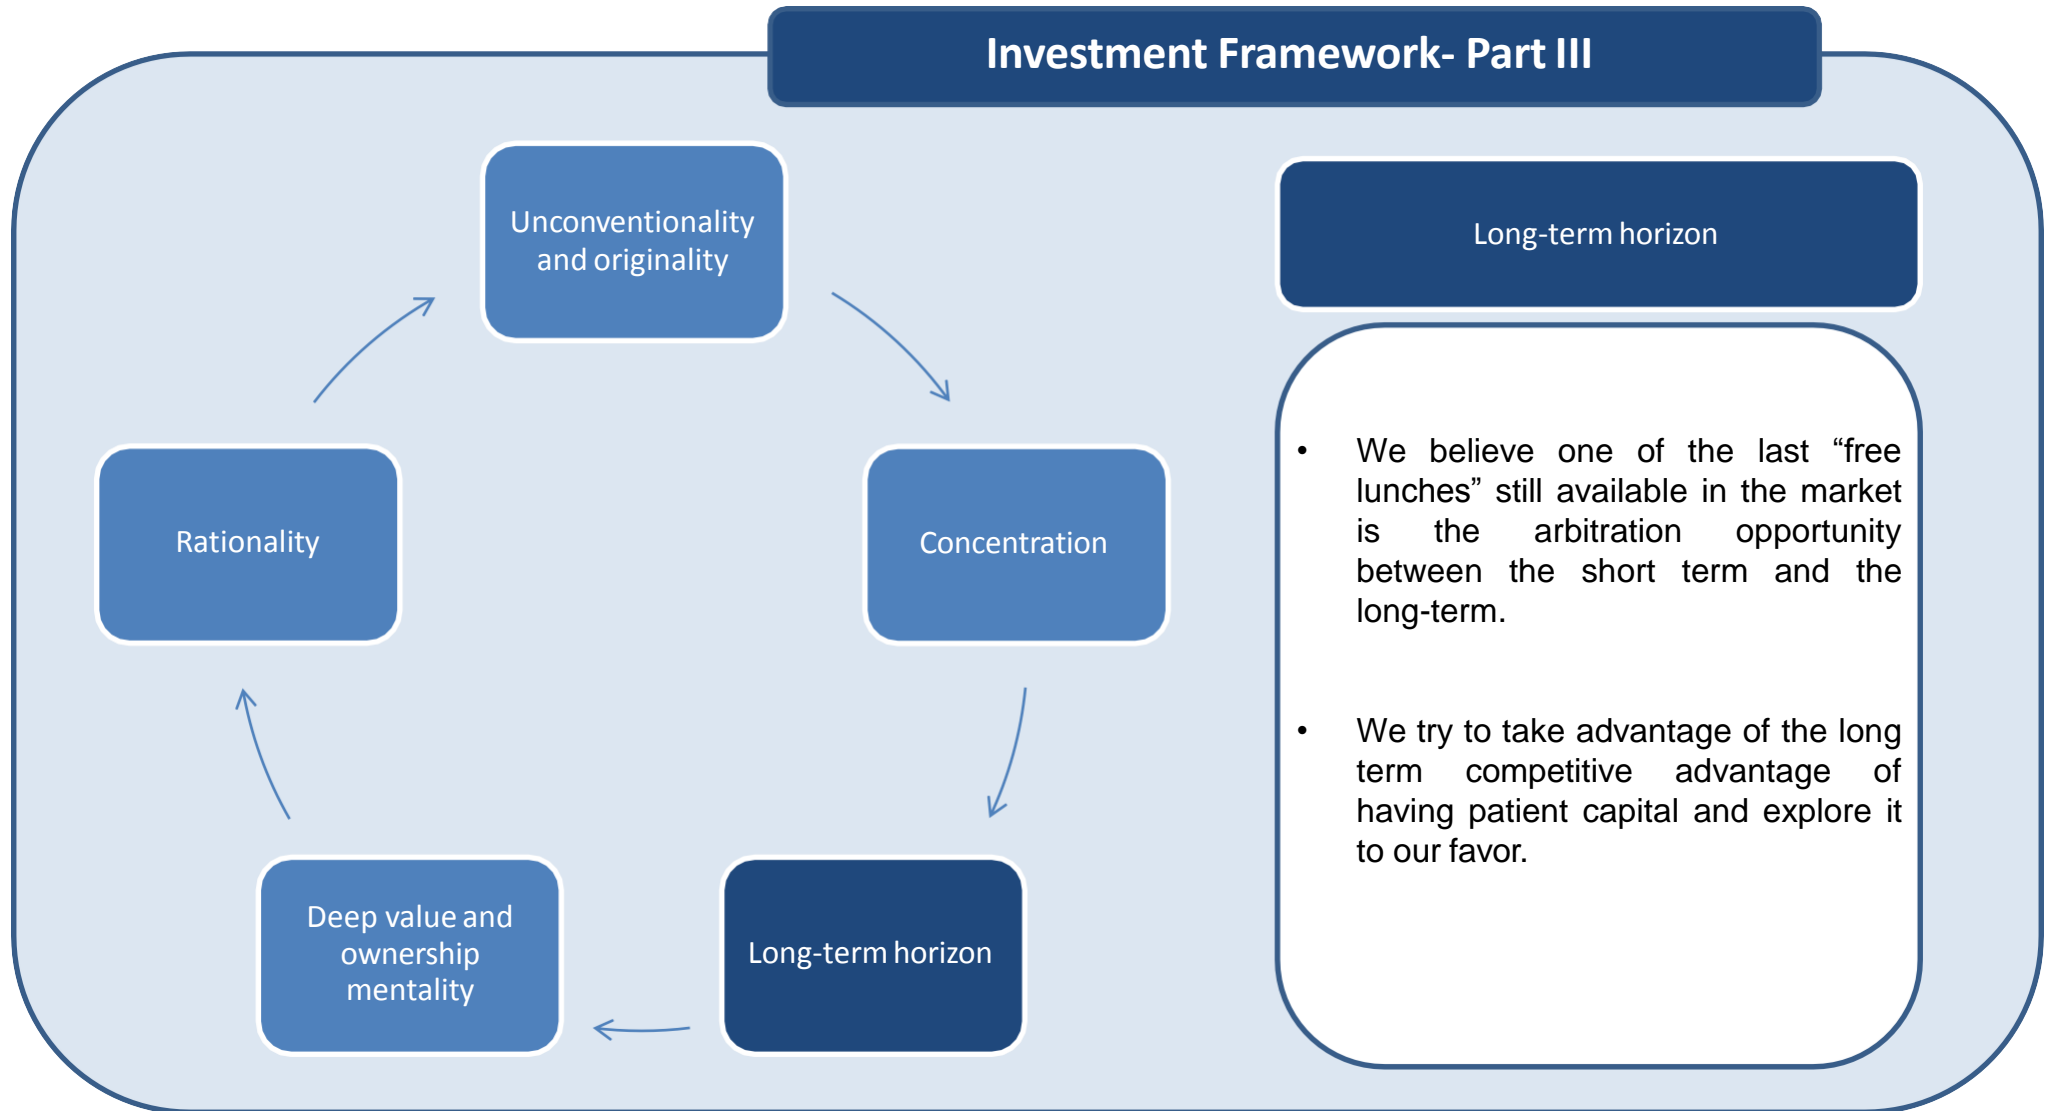 Investment Framework- Part III
Unconventionality
and originality
Concentration
Long-term horizon
Deep value and
ownership
mentality
Rationality
Long-term horizon
• We believe one of the last “free
lunches” still available in the market
is the arbitration opportunity
between the short term and the
long-term.
• We try to take advantage of the long
term competitive advantage of
having patient capital and explore it
to our favor.